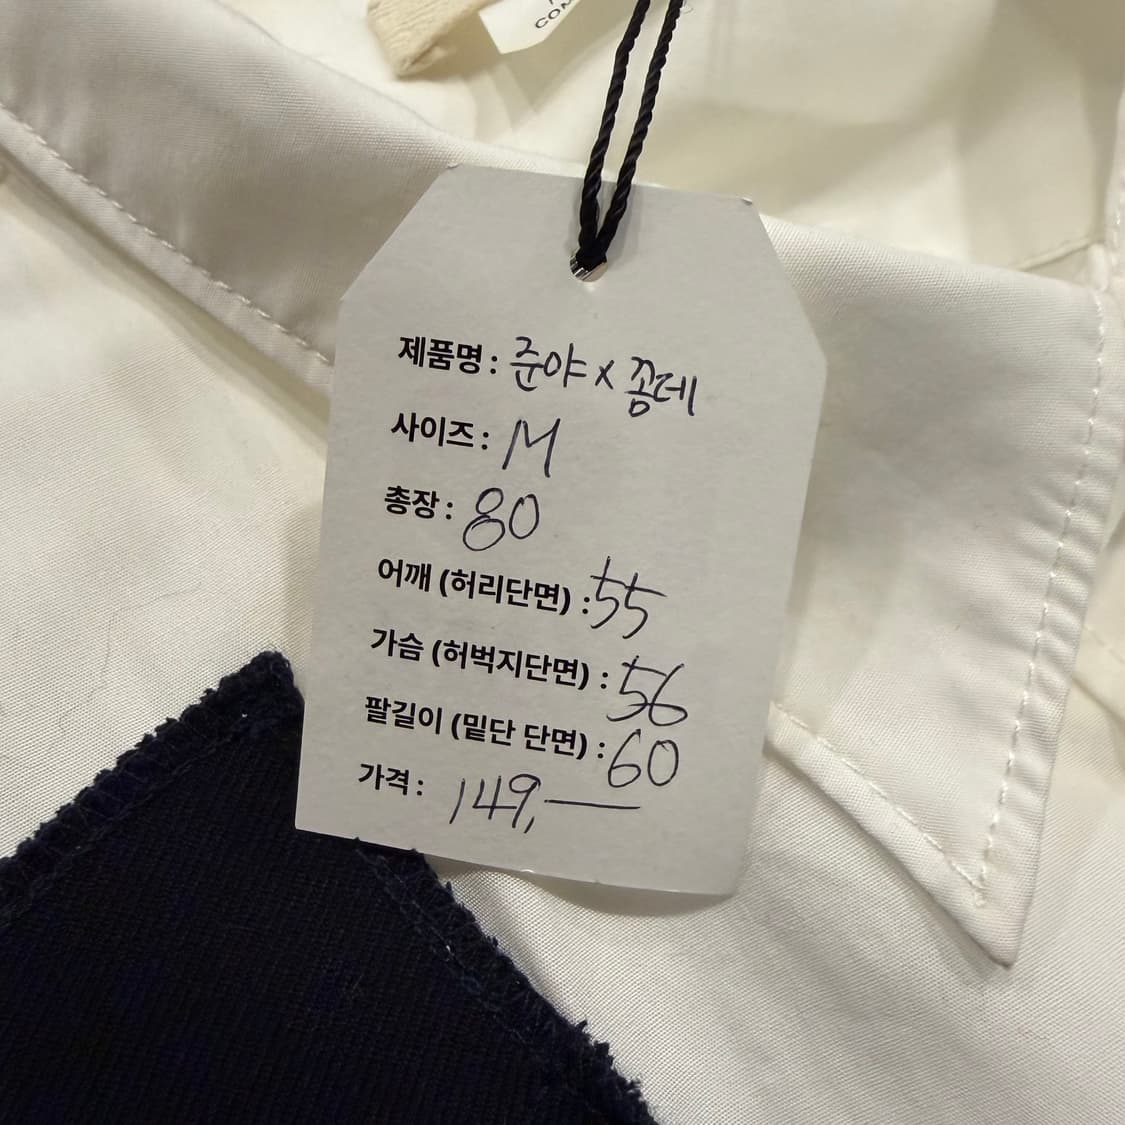 CO
제품명 : 준야 x 꼼데
사이즈 : M
총장 : 80
어깨 (허리단면) : 55
가슴 (허벅지단면) : 56
팔길이 (밑단 단면) : 60
가격 : 149,—